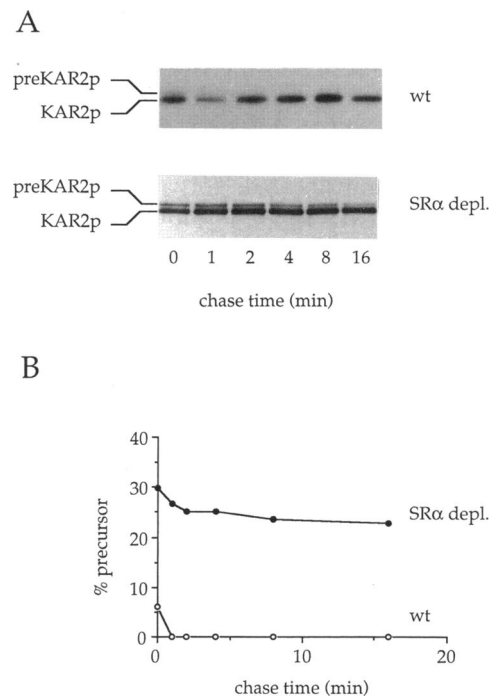 A
preKAR2p
KAR2p
wt
preKAR2p
KAR2p
SRα depl.
0 1 2 4 8 16
chase time (min)
B
40
30
20
10
0
% precursor
SRα depl.
wt
0 10 20
chase time (min)